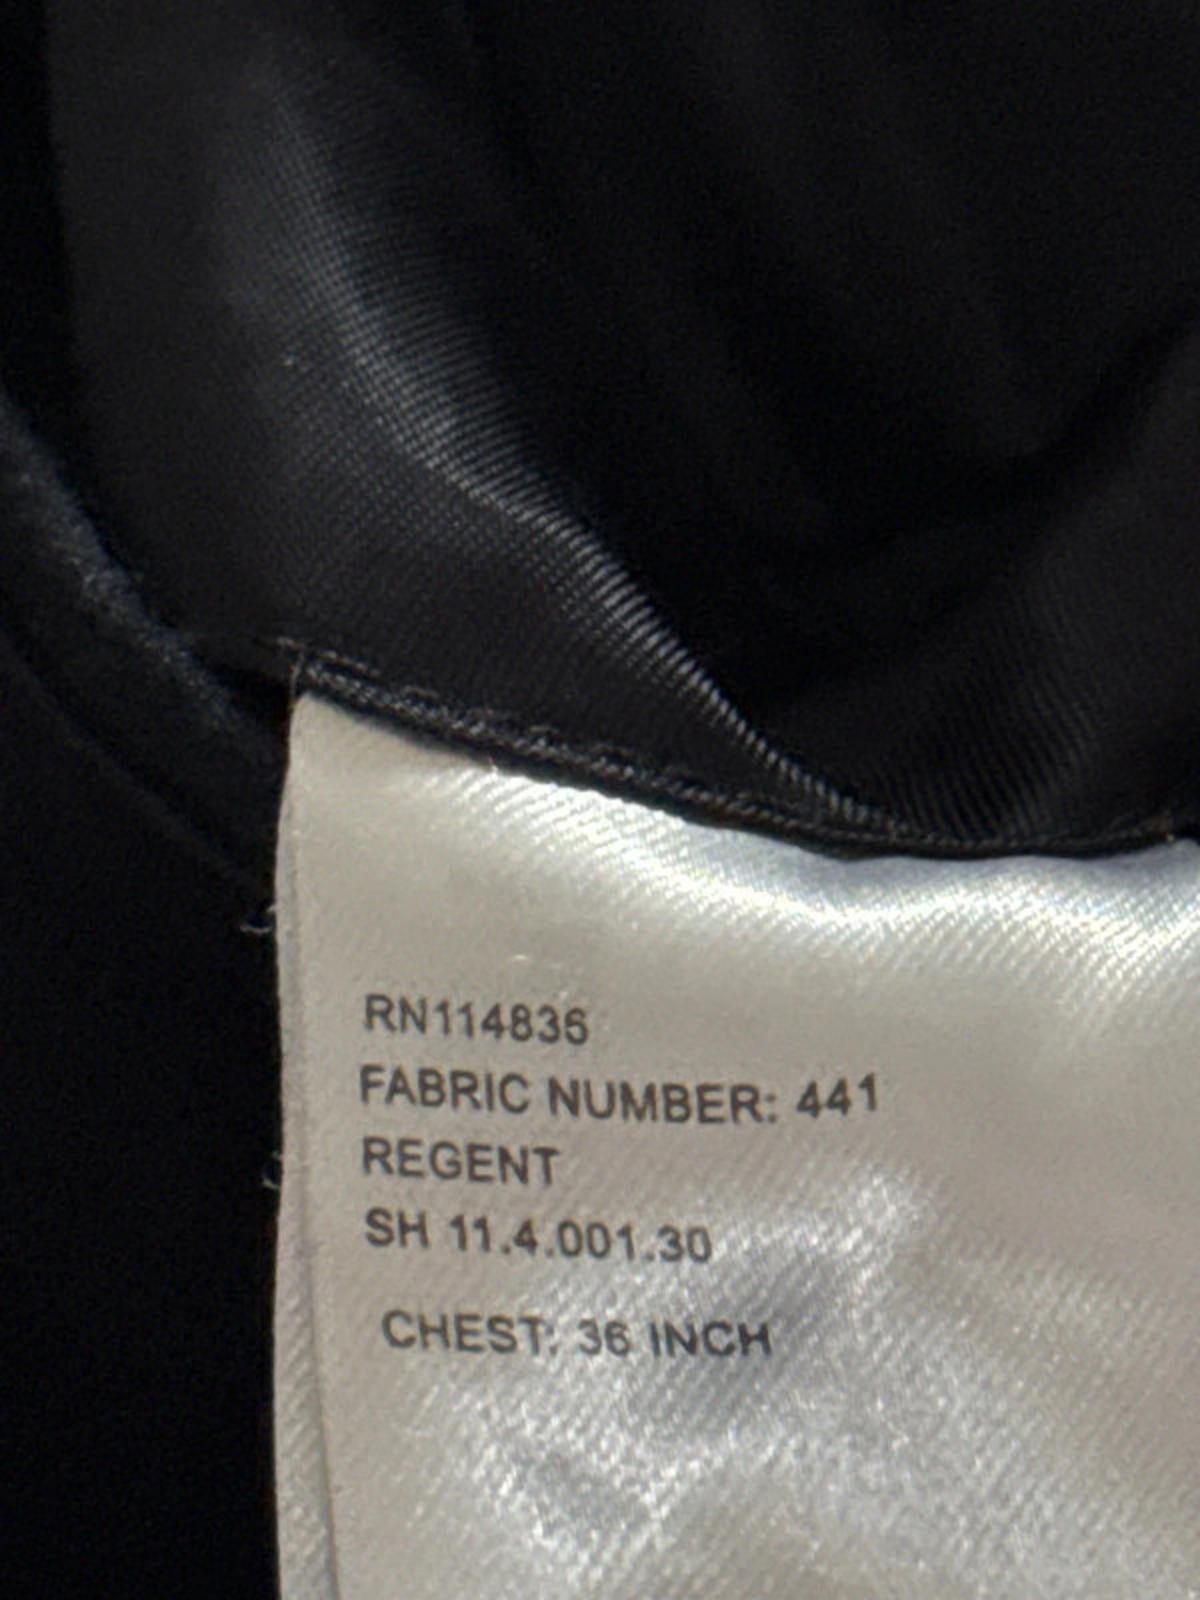 RN114836
FABRIC NUMBER: 441
REGENT
SH 11.4.001.30
CHEST: 36 INCH